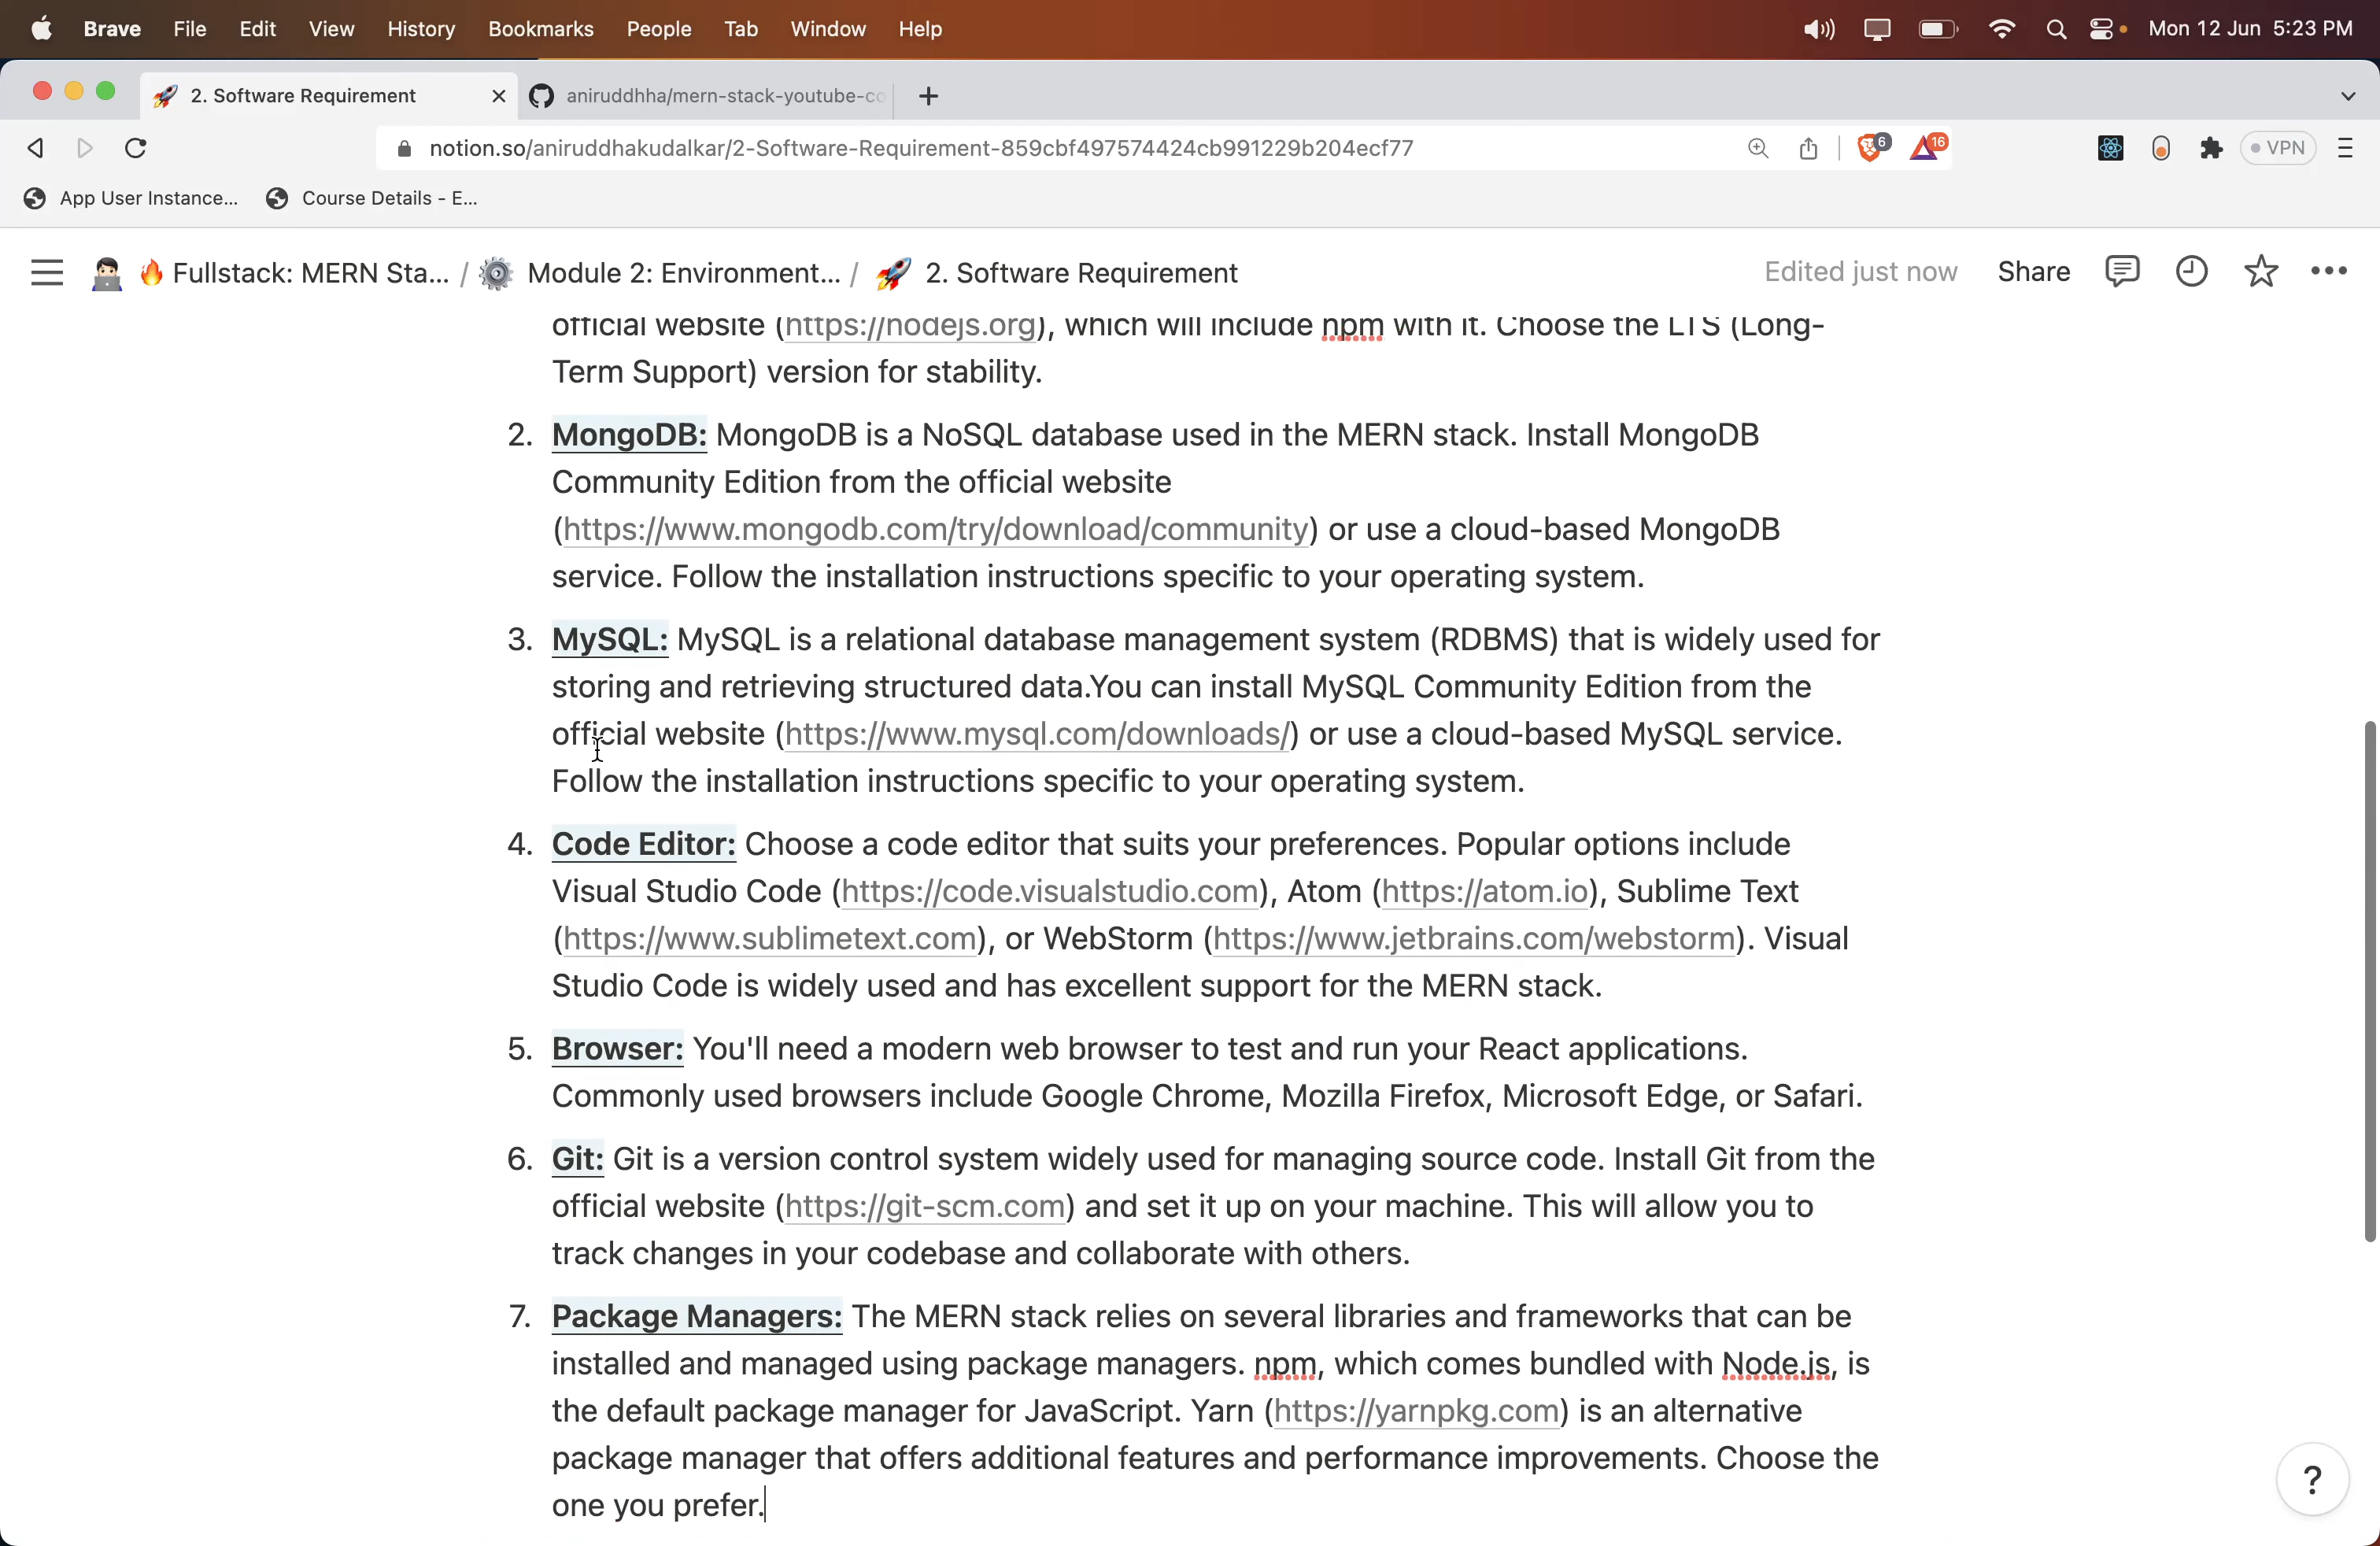 Brave File Edit View History Bookmarks People Tab Window Help Mon 12 Jun 5:23 PM
2. Software Requirement aniruddhha/mern-stack-youtube-co
notion.so/aniruddhakudalkar/2-Software-Requirement-859cbf497574424cb991229b204ecf77 6 16 VPN
App User Instance... Course Details - E...
Fullstack: MERN Sta... / Module 2: Environment... / 2. Software Requirement Edited just now Share
official website (https://nodejs.org), which will include npm with it. Choose the LTS (Long-
Term Support) version for stability.
2. MongoDB: MongoDB is a NoSQL database used in the MERN stack. Install MongoDB
Community Edition from the official website
(https://www.mongodb.com/try/download/community) or use a cloud-based MongoDB
service. Follow the installation instructions specific to your operating system.
3. MySQL: MySQL is a relational database management system (RDBMS) that is widely used for
storing and retrieving structured data.You can install MySQL Community Edition from the
official website (https://www.mysql.com/downloads/) or use a cloud-based MySQL service.
Follow the installation instructions specific to your operating system.
4. Code Editor: Choose a code editor that suits your preferences. Popular options include
Visual Studio Code (https://code.visualstudio.com), Atom (https://atom.io), Sublime Text
(https://www.sublimetext.com), or WebStorm (https://www.jetbrains.com/webstorm). Visual
Studio Code is widely used and has excellent support for the MERN stack.
5. Browser: You'll need a modern web browser to test and run your React applications.
Commonly used browsers include Google Chrome, Mozilla Firefox, Microsoft Edge, or Safari.
6. Git: Git is a version control system widely used for managing source code. Install Git from the
official website (https://git-scm.com) and set it up on your machine. This will allow you to
track changes in your codebase and collaborate with others.
7. Package Managers: The MERN stack relies on several libraries and frameworks that can be
installed and managed using package managers. npm, which comes bundled with Node.js, is
the default package manager for JavaScript. Yarn (https://yarnpkg.com) is an alternative
package manager that offers additional features and performance improvements. Choose the
one you prefer.
?